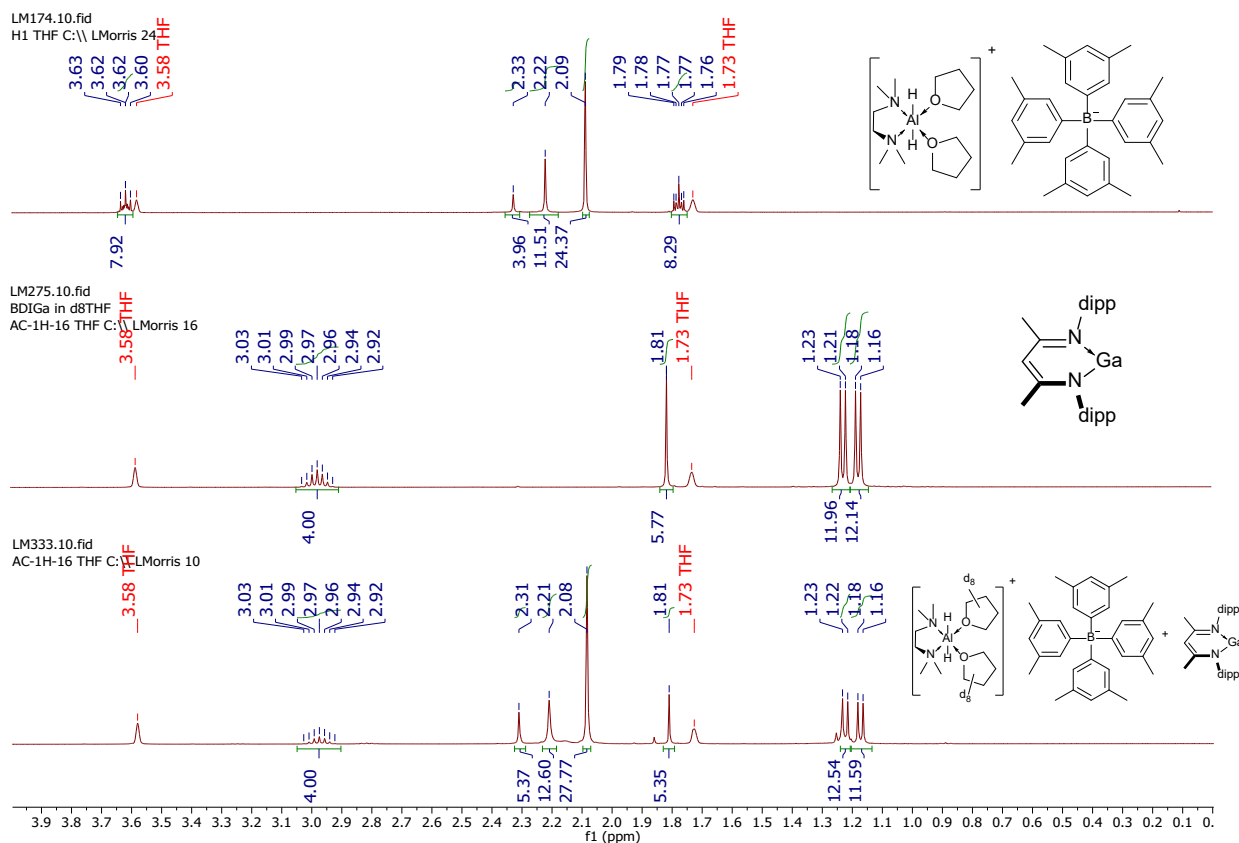 LM174.10.fid
H1 THF C:\\ LMorris 24
3.63
3.62
3.62
3.60
3.58 THF
2.33
2.22
2.09
1.79
1.78
1.77
1.77
1.76
1.73 THF
+
N
H
O
Al
N
H
O
B−
7.92
3.96
11.51
24.37
8.29
LM275.10.fid
BDIGa in d8THF
AC-1H-16 THF C:\\ LMorris 16
3.58 THF
3.03
3.01
2.99
2.97
2.96
2.94
2.92
1.81
1.73 THF
1.23
1.21
1.18
1.16
dipp
N
Ga
N
dipp
4.00
5.77
11.96
12.14
LM333.10.fid
AC-1H-16 THF C:\\ LMorris 10
3.58 THF
3.03
3.01
2.99
2.97
2.96
2.94
2.92
2.31
2.21
2.08
1.81
1.73 THF
1.23
1.22
1.18
1.16
d8
+
N
H
O
Al
N
H
O
d8
B−
+
dipp
N
Ga
N
dipp
4.00
5.37
12.60
27.77
5.35
12.54
11.59
3.9 3.8 3.7 3.6 3.5 3.4 3.3 3.2 3.1 3.0 2.9 2.8 2.7 2.6 2.5 2.4 2.3 2.2 2.1 2.0 1.9 1.8 1.7 1.6 1.5 1.4 1.3 1.2 1.1 1.0 0.9 0.8 0.7 0.6 0.5 0.4 0.3 0.2 0.1 0.
f1 (ppm)